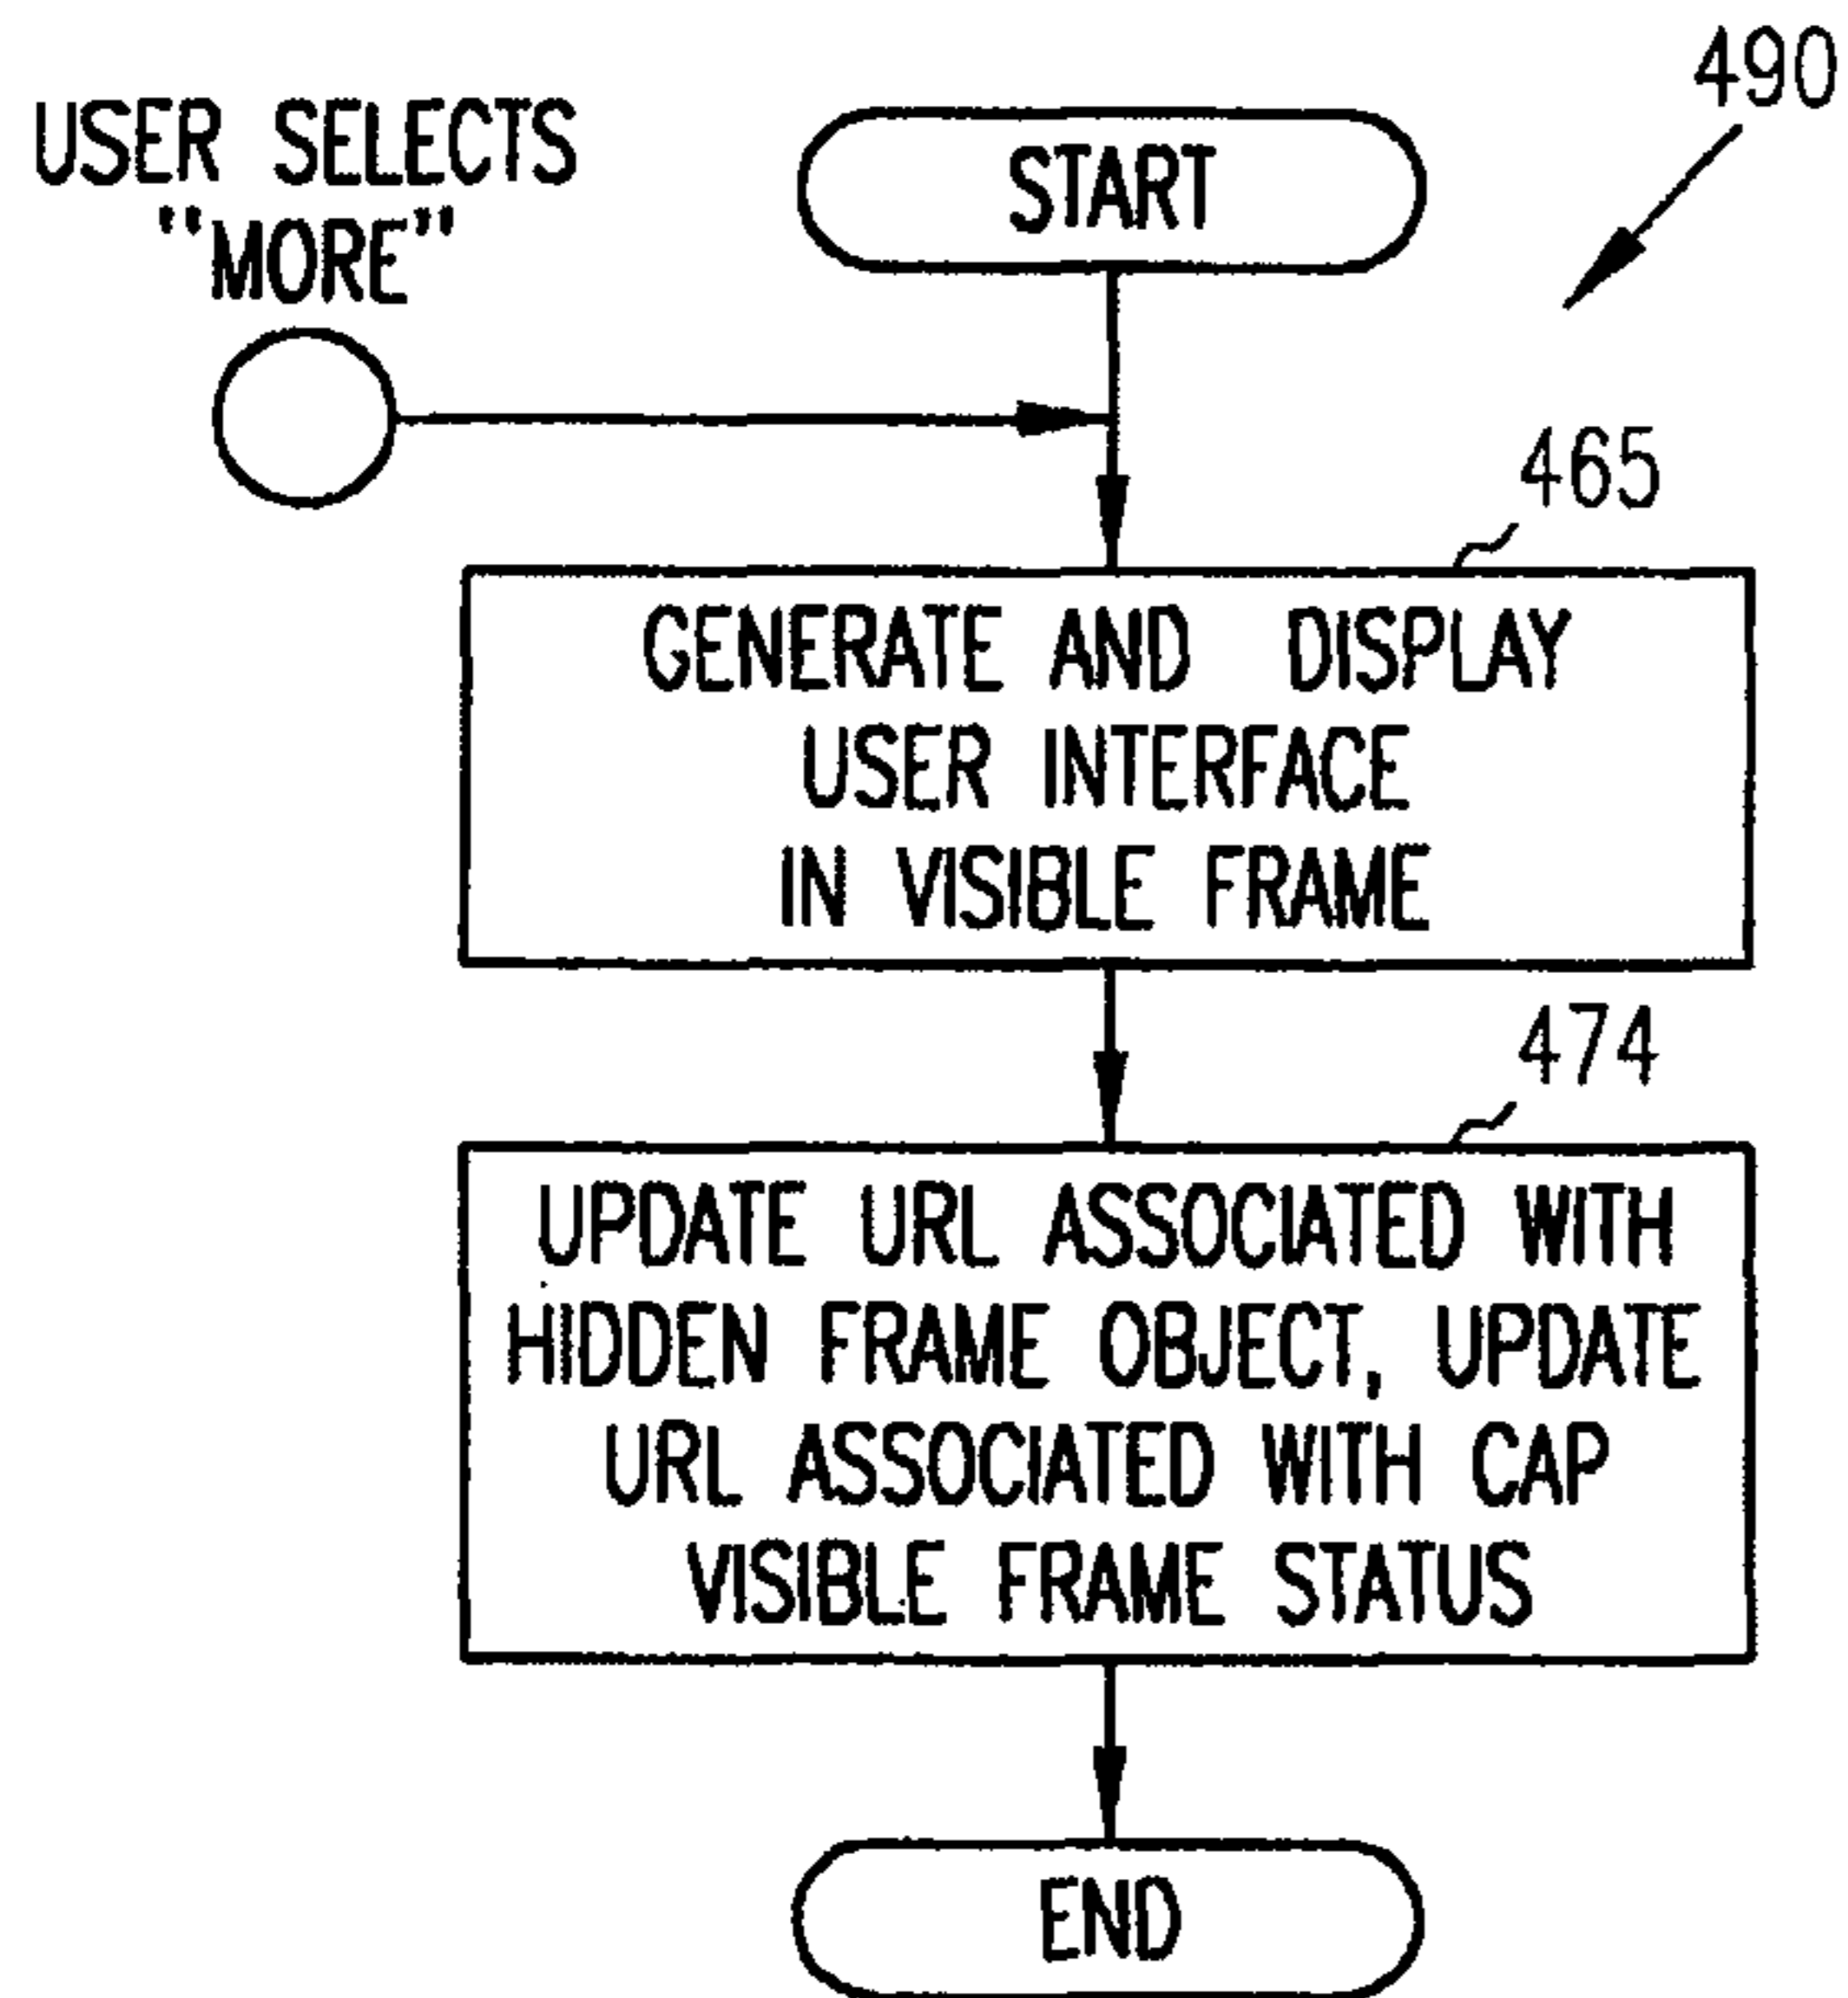 490
USER SELECTS
"MORE"
START
465
GENERATE AND DISPLAY
USER INTERFACE
IN VISIBLE FRAME
474
UPDATE URL ASSOCIATED WITH
HIDDEN FRAME OBJECT, UPDATE
URL ASSOCIATED WITH CAP
VISIBLE FRAME STATUS
END